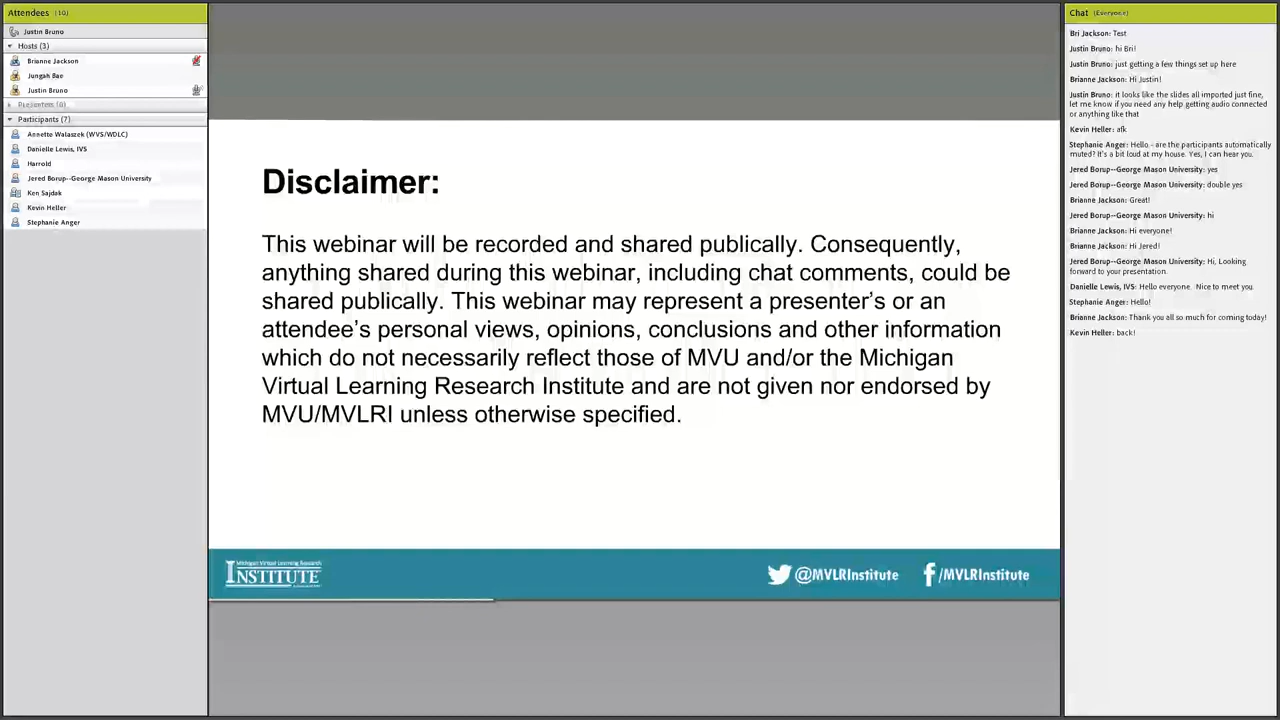 Attendees (10)
Justin Bruno
Hosts (3)
Brianne Jackson
Jungah Bae
Justin Bruno
Presenters (0)
Participants (7)
Annette Walaszek (WVS/WDLC)
Danielle Lewis, IVS
Harrold
Jered Borup--George Mason University
Ken Sajdak
Kevin Heller
Stephanie Anger
Disclaimer:
This webinar will be recorded and shared publically. Consequently,
anything shared during this webinar, including chat comments, could be
shared publically. This webinar may represent a presenter's or an
attendee's personal views, opinions, conclusions and other information
which do not necessarily reflect those of MVU and/or the Michigan
Virtual Learning Research Institute and are not given nor endorsed by
MVU/MVLRI unless otherwise specified.
Michigan Virtual Learning Research
INSTITUTE
@MVLRInstitute
/MVLRInstitute
Chat (Everyone)
Bri Jackson: Test
Justin Bruno: hi Bri!
Justin Bruno: just getting a few things set up here
Brianne Jackson: Hi Justin!
Justin Bruno: it looks like the slides all imported just fine,
let me know if you need any help getting audio connected
or anything like that
Kevin Heller: afk
Stephanie Anger: Hello - are the participants automatically
muted? It's a bit loud at my house. Yes, I can hear you.
Jered Borup--George Mason University: yes
Jered Borup--George Mason University: double yes
Brianne Jackson: Great!
Jered Borup--George Mason University: hi
Brianne Jackson: Hi everyone!
Brianne Jackson: Hi Jered!
Jered Borup--George Mason University: Hi, Looking
forward to your presentation.
Danielle Lewis, IVS: Hello everyone. Nice to meet you.
Stephanie Anger: Hello!
Brianne Jackson: Thank you all so much for coming today!
Kevin Heller: back!